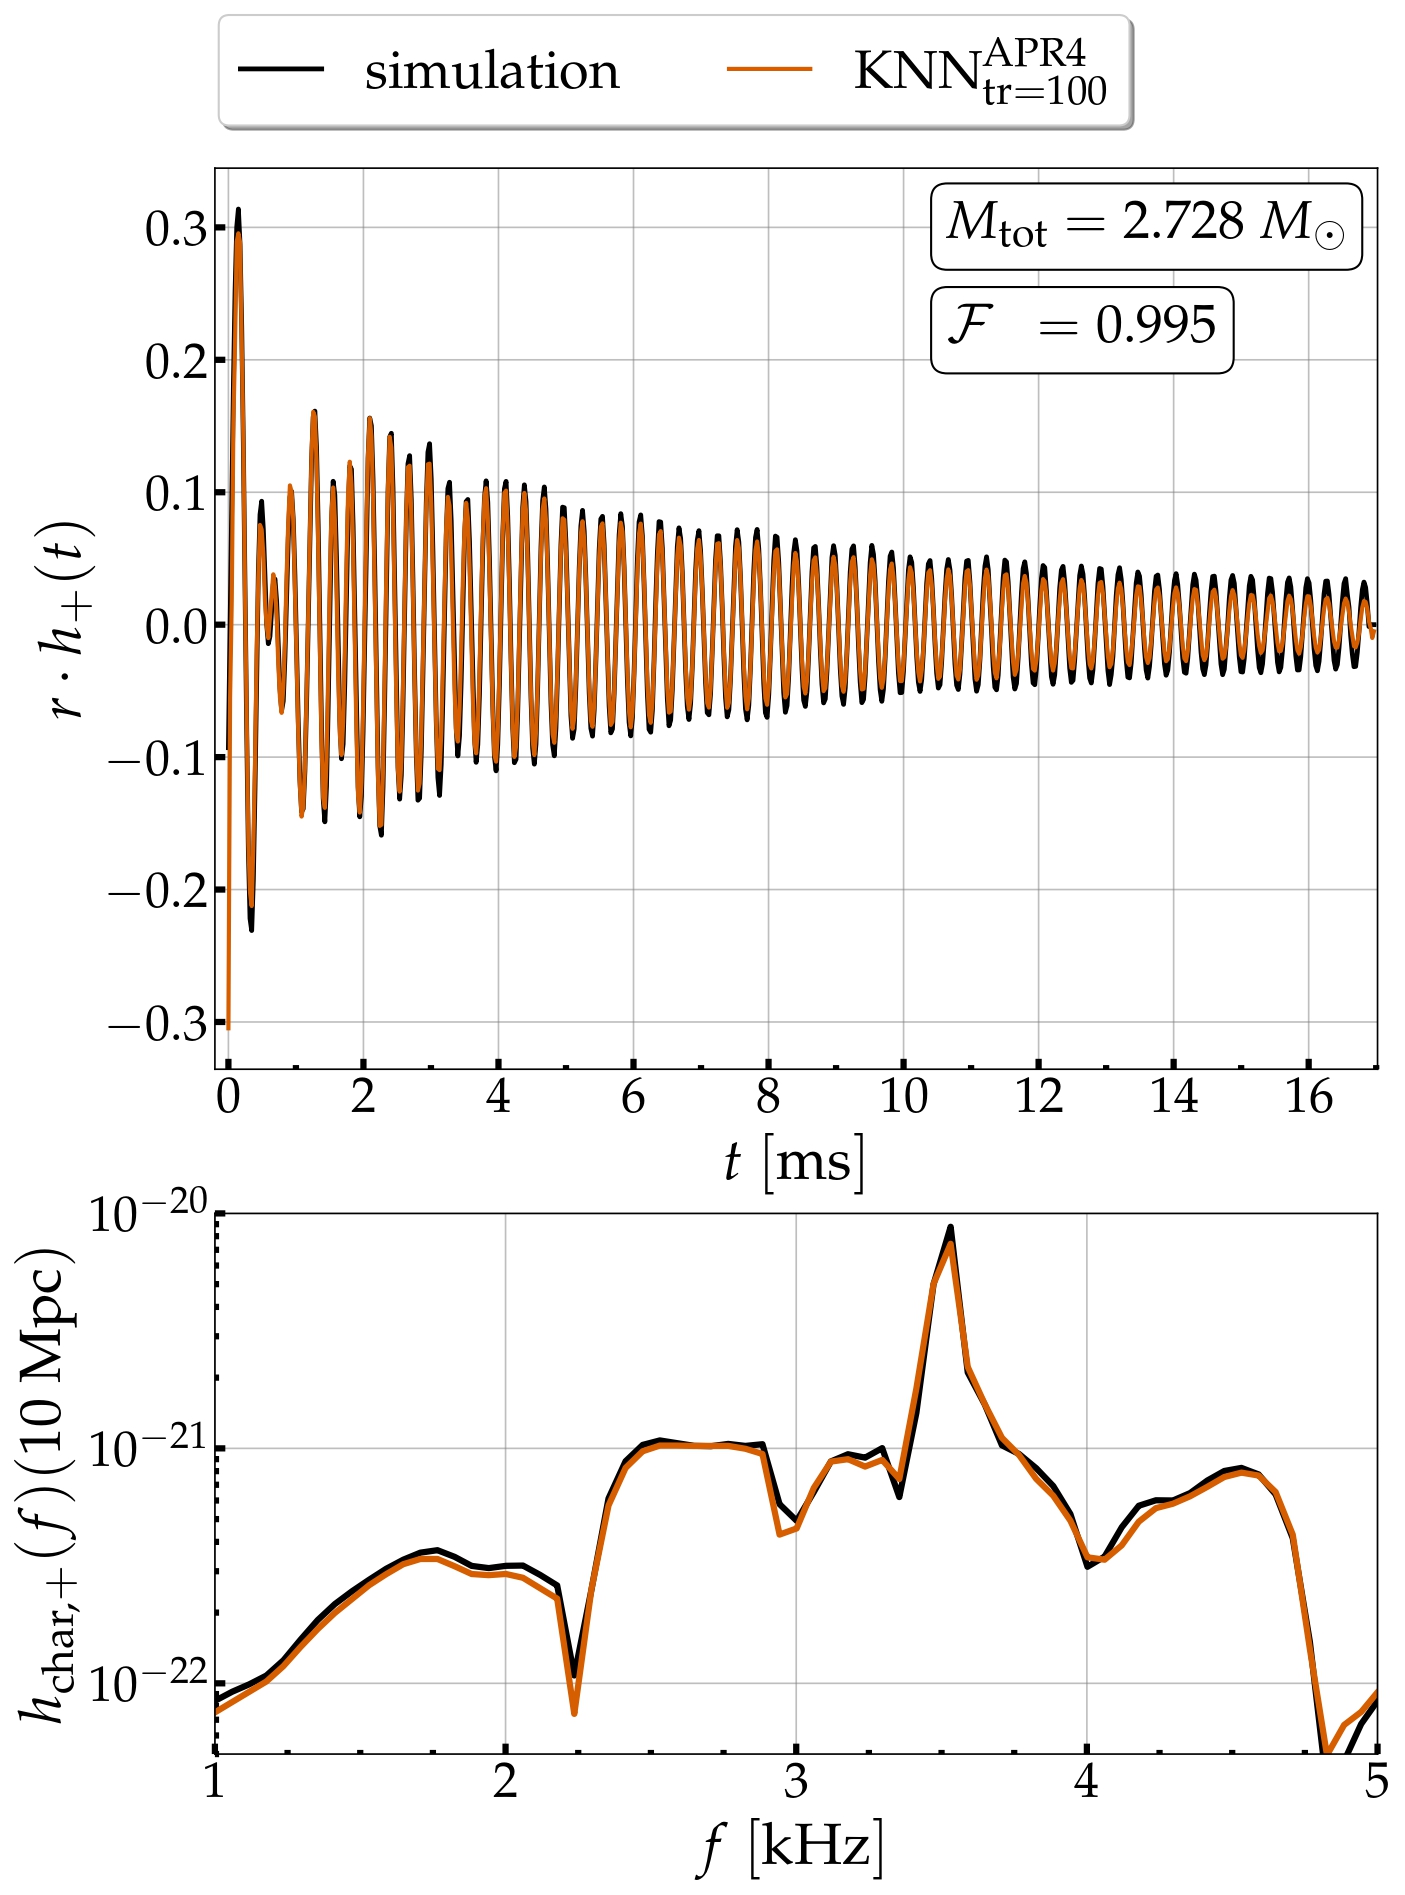 simulation KNN^APR4_tr=100
M_tot = 2.728 M_⊙
ℱ = 0.995
0.3
0.2
0.1
0.0
−0.1
−0.2
−0.3
r · h_+(t)
0 2 4 6 8 10 12 14 16
t [ms]
10^−20
10^−21
10^−22
h_char,+(f)(10 Mpc)
1 2 3 4 5
f [kHz]